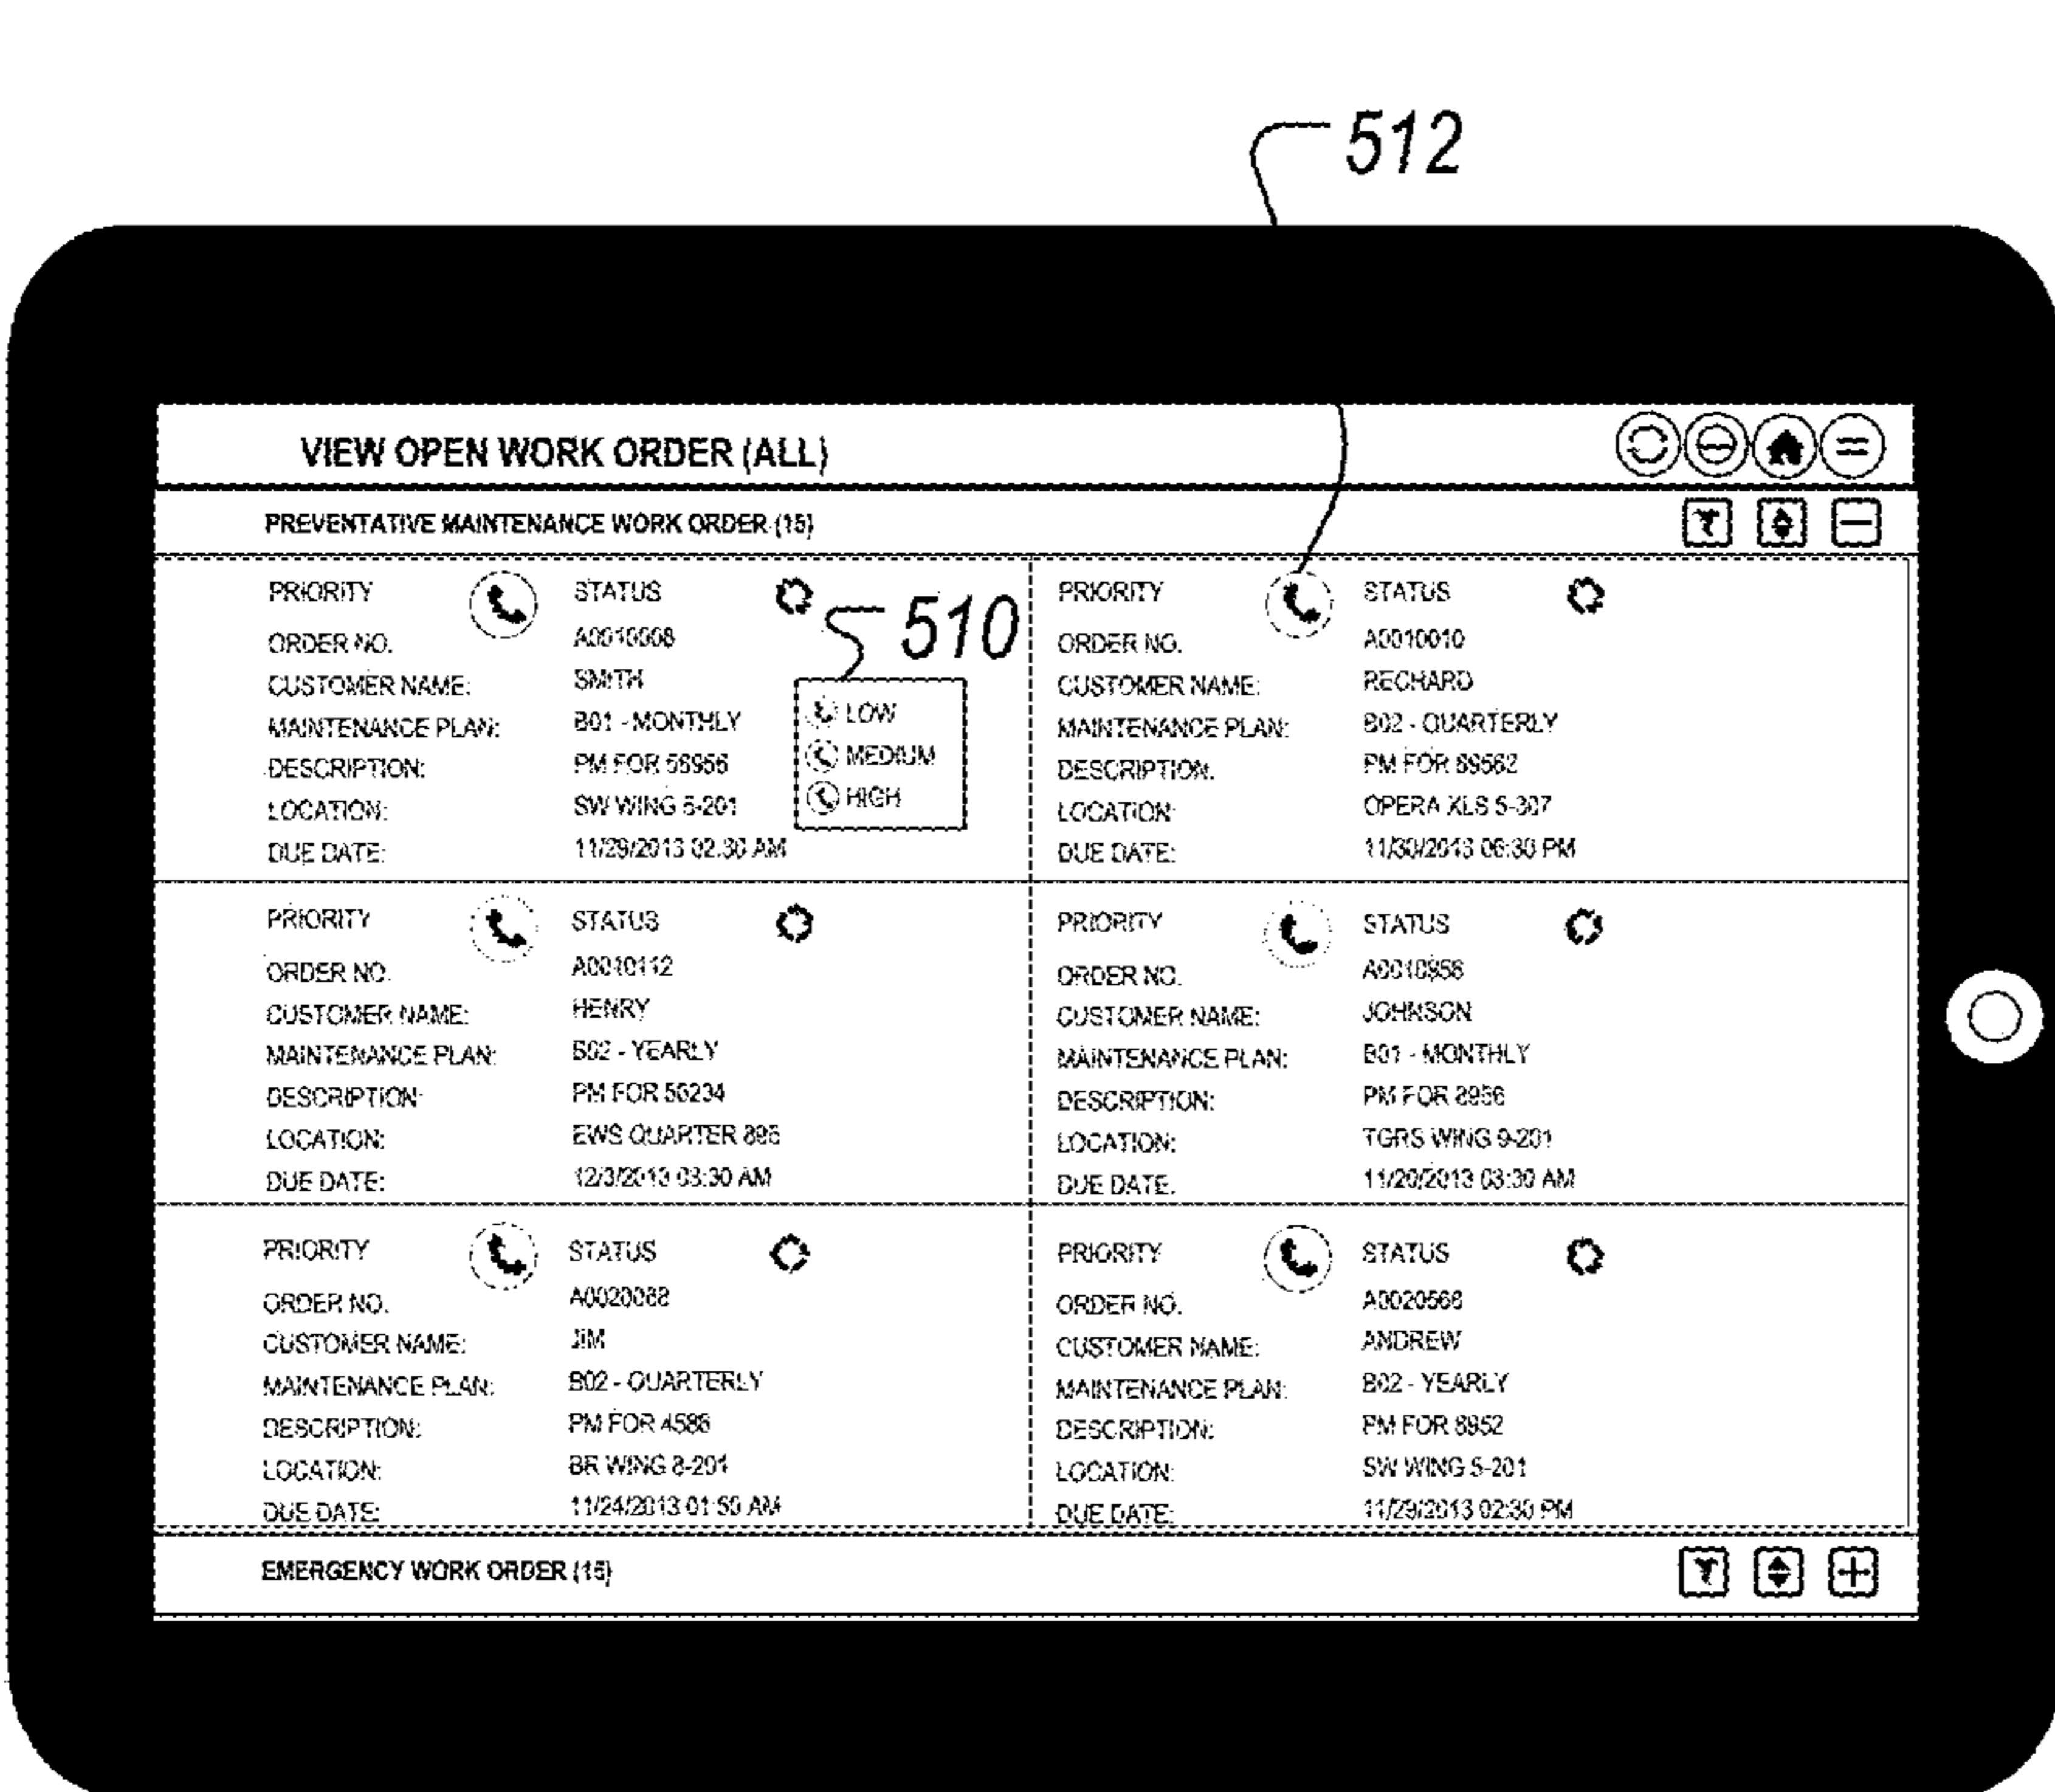 512
VIEW OPEN WORK ORDER (ALL)
PREVENTATIVE MAINTENANCE WORK ORDER (15)
PRIORITY STATUS
ORDER NO. A0010008
CUSTOMER NAME: SMITH
MAINTENANCE PLAN: B01 - MONTHLY
DESCRIPTION: PM FOR
LOCATION: SW WING 5-201
DUE DATE: 11/29/2013 02:30 AM
510
LOW
MEDIUM
HIGH
PRIORITY STATUS
ORDER NO. A0010010
CUSTOMER NAME: RECHARD
MAINTENANCE PLAN: B02 - QUARTERLY
DESCRIPTION: PM FOR
LOCATION: OPERA XLS 5-307
DUE DATE: 11/30/2013 06:30 PM
PRIORITY STATUS
ORDER NO. A0010112
CUSTOMER NAME: HENRY
MAINTENANCE PLAN: B02 - YEARLY
DESCRIPTION: PM FOR 56234
LOCATION: EWS QUARTER
DUE DATE: 12/3/2013 03:30 AM
PRIORITY STATUS
ORDER NO. A0010956
CUSTOMER NAME: JOHNSON
MAINTENANCE PLAN: B01 - MONTHLY
DESCRIPTION: PM FOR
LOCATION: TGRS WING 9-201
DUE DATE: 11/20/2013 03:30 AM
PRIORITY STATUS
ORDER NO.
CUSTOMER NAME: JIM
MAINTENANCE PLAN: B02 - QUARTERLY
DESCRIPTION: PM FOR
LOCATION: BR WING 8-201
DUE DATE: 11/24/2013 AM
PRIORITY STATUS
ORDER NO. A0020568
CUSTOMER NAME: ANDREW
MAINTENANCE PLAN: B02 - YEARLY
DESCRIPTION: PM FOR 8952
LOCATION: SW WING 5-201
DUE DATE: 11/29/2013 02:30 PM
EMERGENCY WORK ORDER (15)